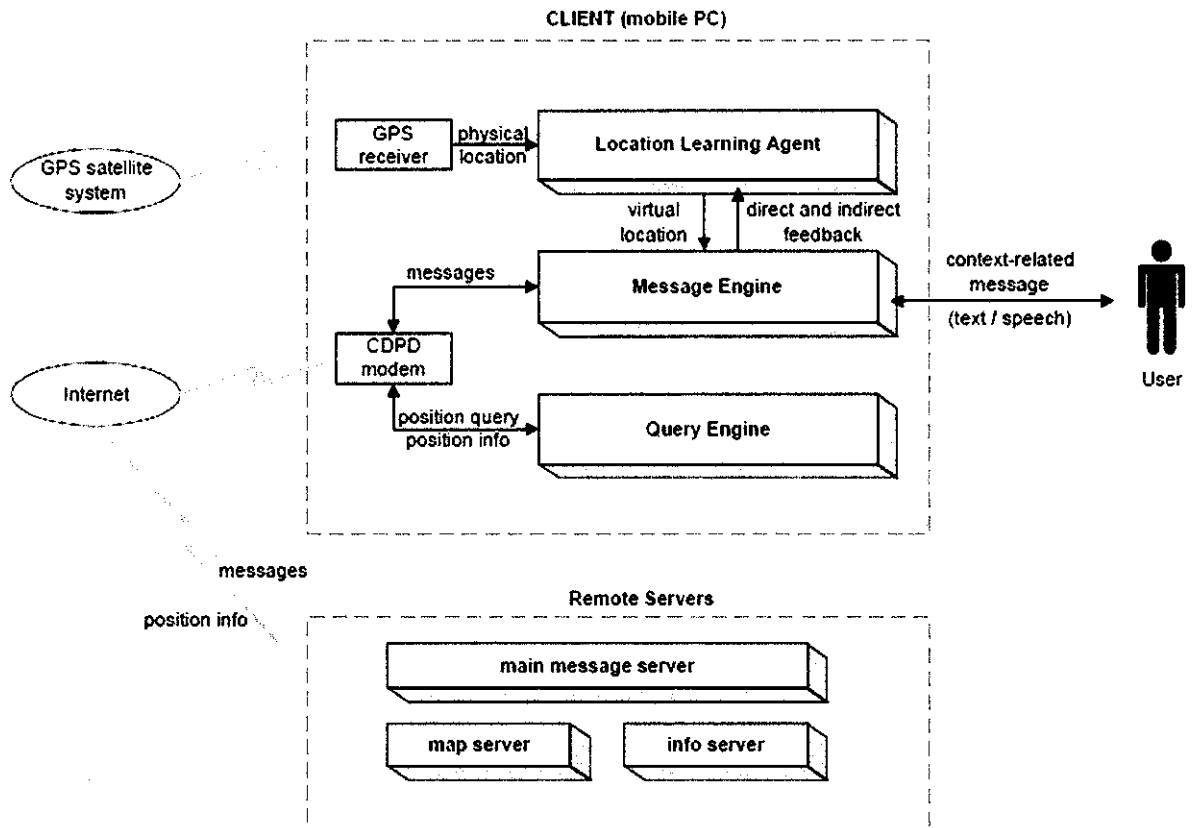 CLIENT (mobile PC)
GPS
receiver
physical
location
Location Learning Agent
GPS satellite
system
virtual
location
direct and indirect
feedback
messages
Message Engine
context-related
message
(text / speech)
User
CDPD
modem
Internet
position query
position info
Query Engine
messages
position info
Remote Servers
main message server
map server
info server